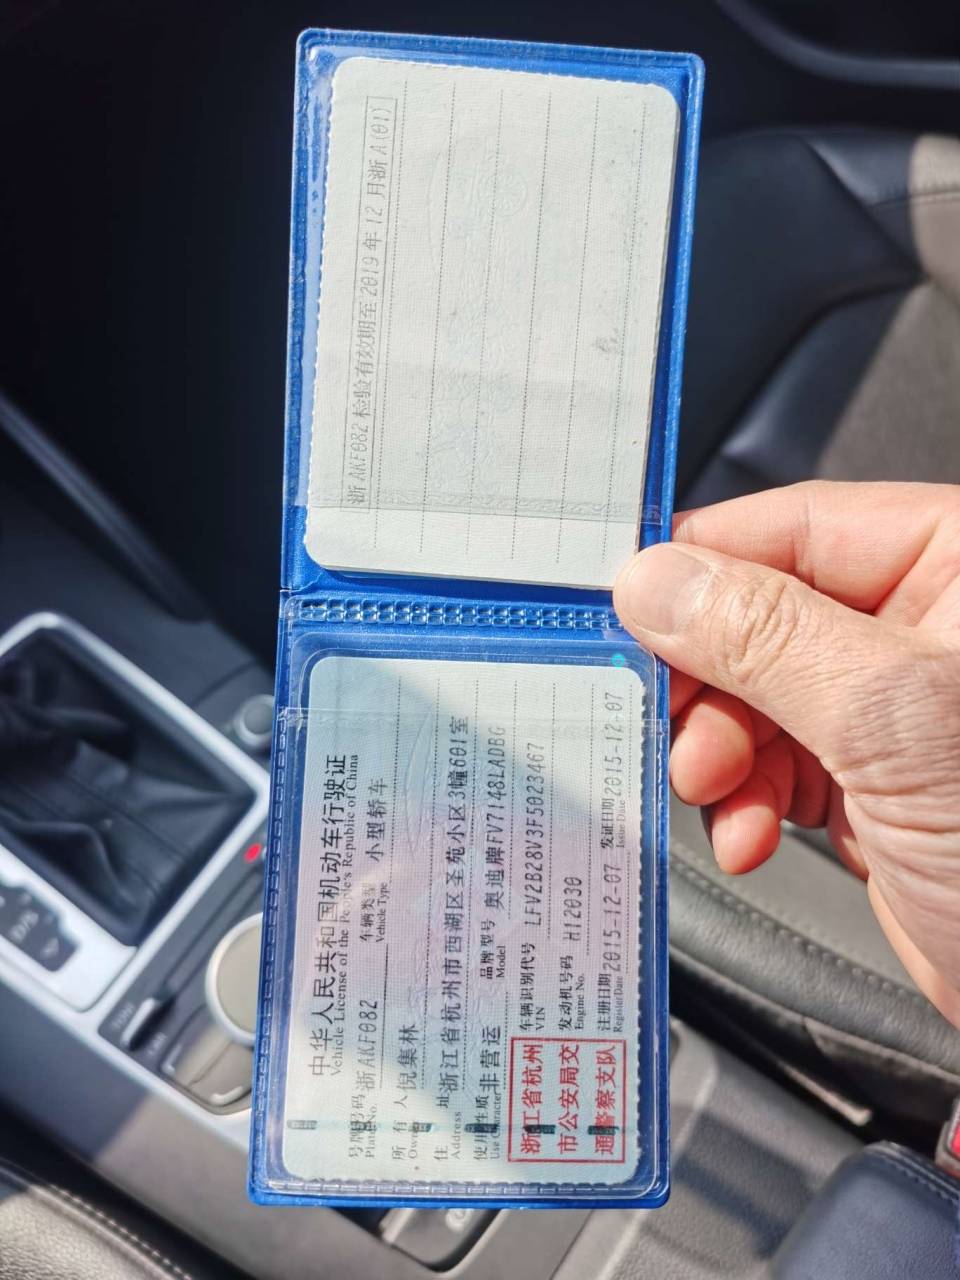 浙AKF082检验有效期至2019年12月浙A(01)
中华人民共和国机动车行驶证
Vehicle License of the People's Republic of China
号牌号码 浙AKF082 车辆类型 小型轿车
Plate No. Vehicle Type
所有人 倪集林
Owner
住址 浙江省杭州市西湖区圣苑小区3幢601室
Address
使用性质 非营运 品牌型号 奥迪牌FV7148LADBG
Use Character Model
车辆识别代号 LFV2B28V3F5023467
VIN
发动机号码 H12030
Engine No.
注册日期 2015-12-07 发证日期 2015-12-07
Register Date Issue Date
浙江省杭州
市公安局交
通警察支队